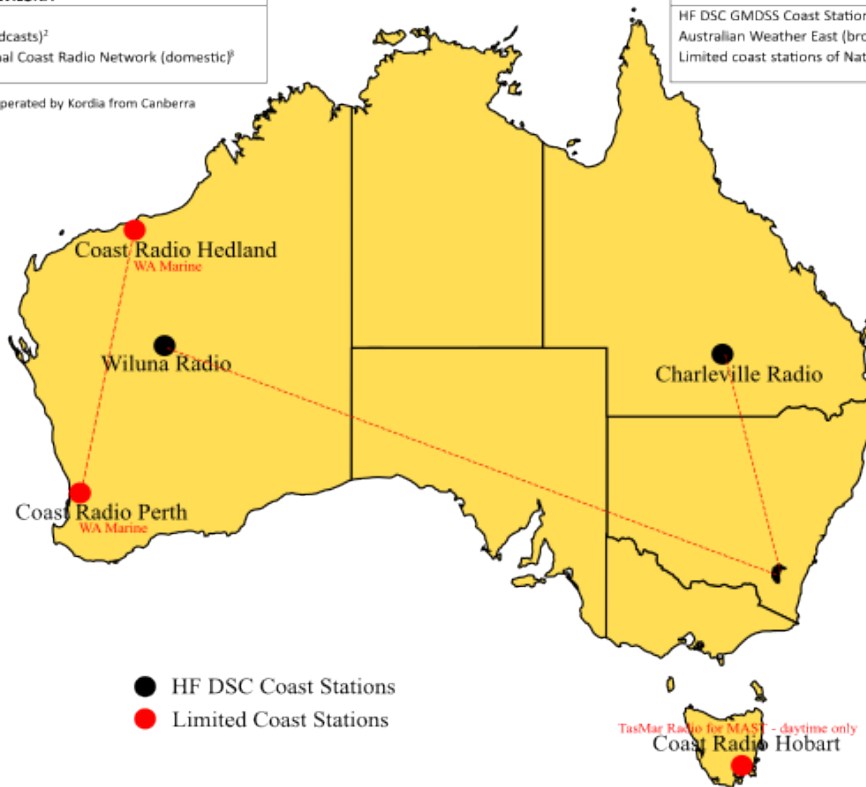 dcasts)²
HF DSC GMDSS Coast Station
al Coast Radio Network (domestic)⁸
Australian Weather East (bro
Limited coast stations of Nat
perated by Kordia from Canberra
Coast Radio Hedland
WA Marine
Wiluna Radio
Charleville Radio
Coast Radio Perth
WA Marine
HF DSC Coast Stations
Limited Coast Stations
TasMar Radio for MAST - daytime only
Coast Radio Hobart